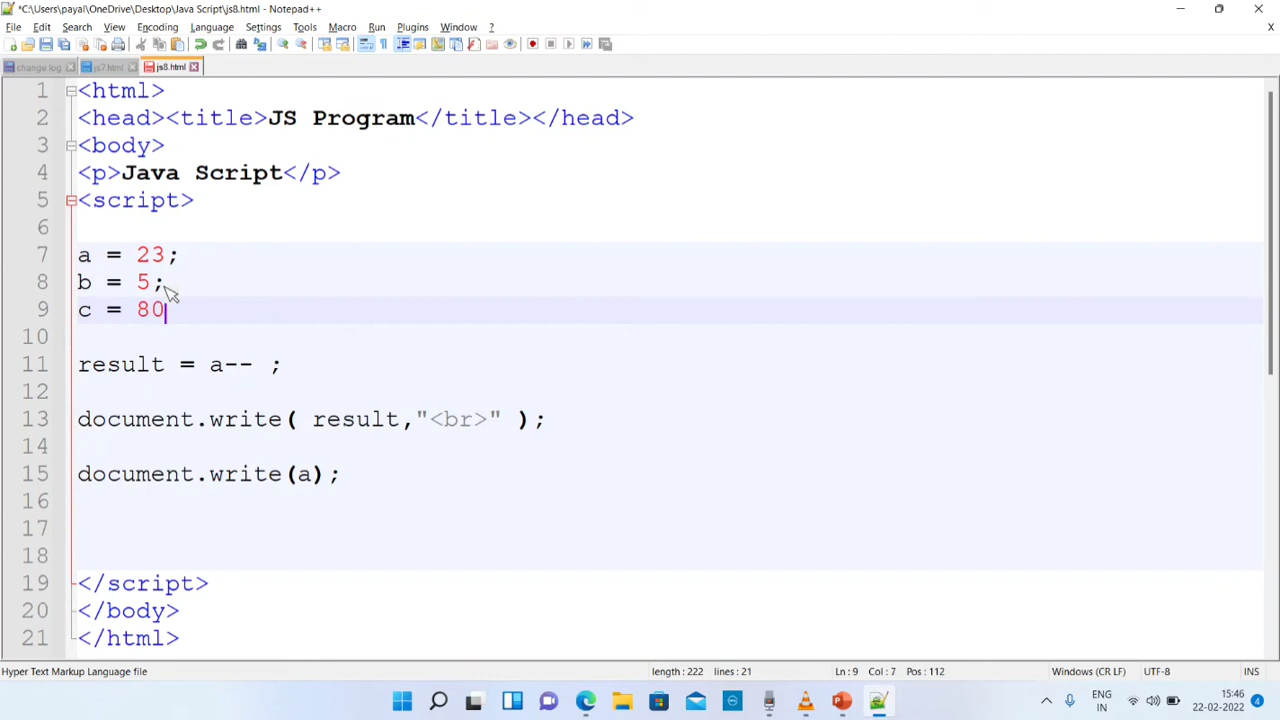 *C:\Users\payal\OneDrive\Desktop\Java Script\js8.html - Notepad++
File Edit Search View Encoding Language Settings Tools Macro Run Plugins Window ?
X
change log js7.html js8.html
1 <html>
2 <head><title>JS Program</title></head>
3 <body>
4 <p>Java Script</p>
5 <script>
6
7 a = 23;
8 b = 5;
9 c = 80
10
11 result = a-- ;
12
13 document.write( result,"<br>" );
14
15 document.write(a);
16
17
18
19 </script>
20 </body>
21 </html>
Hyper Text Markup Language file length : 222 lines : 21 Ln : 9 Col : 7 Pos : 112 Windows (CR LF) UTF-8 INS
ENG 15:46
IN 22-02-2022 4